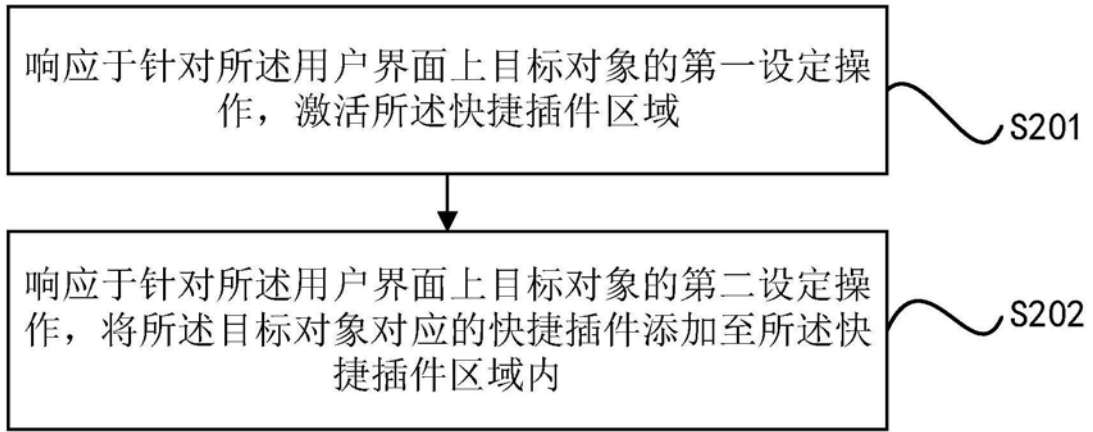 响应于针对所述用户界面上目标对象的第一设定操
作，激活所述快捷插件区域
S201
响应于针对所述用户界面上目标对象的第二设定操
作，将所述目标对象对应的快捷插件添加至所述快
捷插件区域内
S202